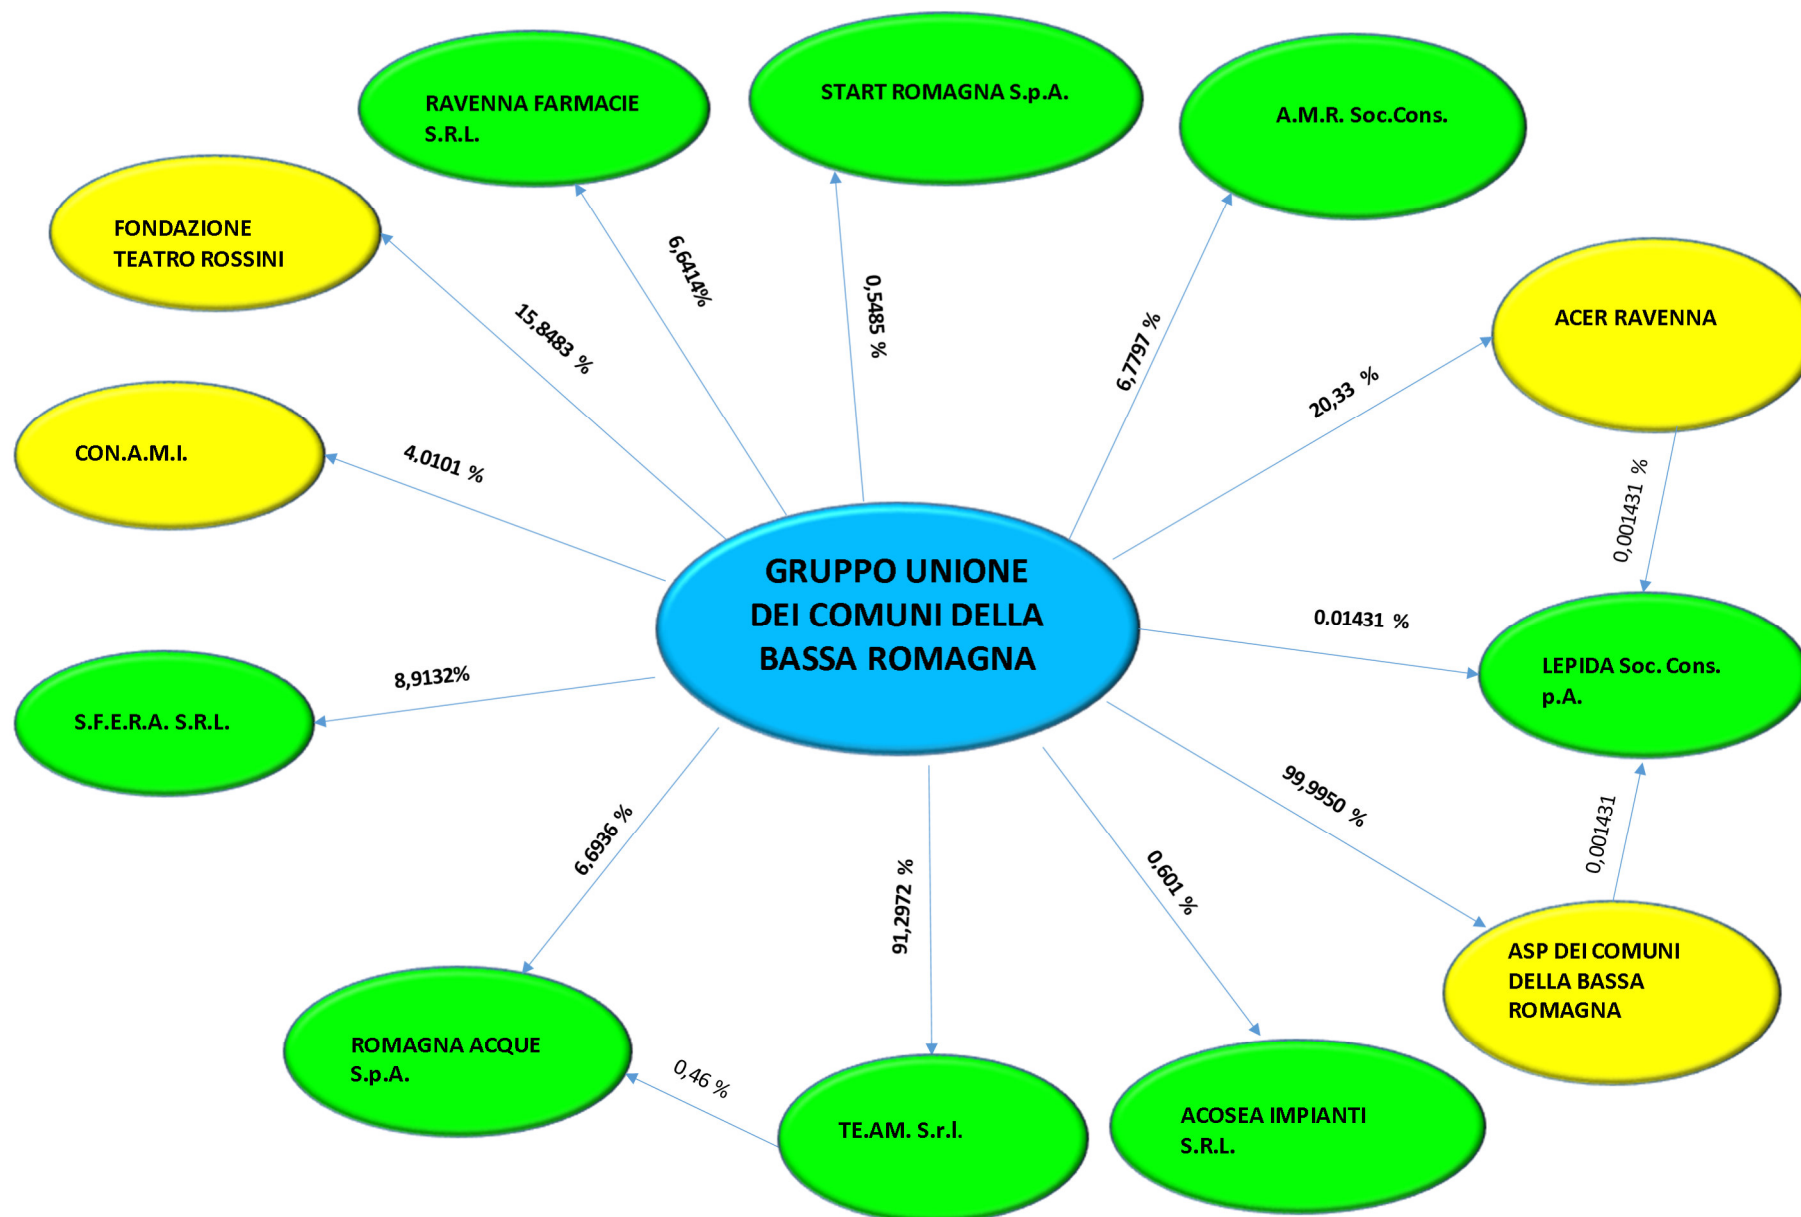 RAVENNA FARMACIE
S.R.L.
START ROMAGNA S.p.A.
A.M.R. Soc.Cons.
FONDAZIONE
TEATRO ROSSINI
ACER RAVENNA
CON.A.M.I.
6,6414%
0,5485 %
6,7797 %
15,8483 %
20,33 %
4.0101 %
0,001431 %
GRUPPO UNIONE
DEI COMUNI DELLA
BASSA ROMAGNA
0.01431 %
LEPIDA Soc. Cons.
p.A.
8,9132%
S.F.E.R.A. S.R.L.
6,6936 %
91,2972 %
0,601 %
99,9950 %
0,001431
ASP DEI COMUNI
DELLA BASSA
ROMAGNA
ROMAGNA ACQUE
S.p.A.
0,46 %
TE.AM. S.r.l.
ACOSEA IMPIANTI
S.R.L.